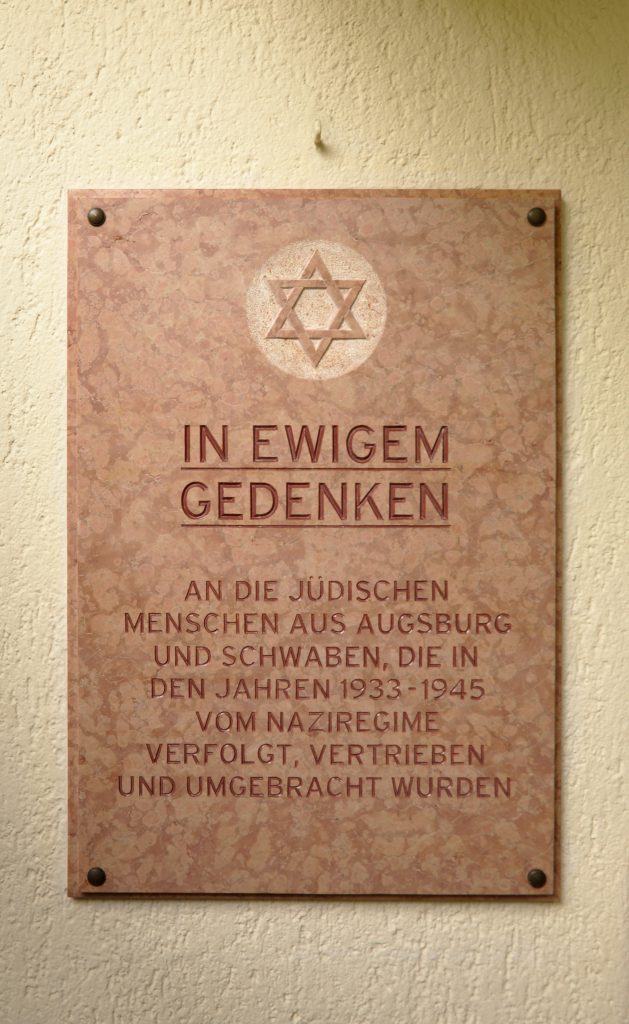 IN EWIGEM
GEDENKEN
AN DIE JÜDISCHEN
MENSCHEN AUS AUGSBURG
UND SCHWABEN, DIE IN
DEN JAHREN 1933-1945
VOM NAZIREGIME
VERFOLGT, VERTRIEBEN
UND UMGEBRACHT WURDEN